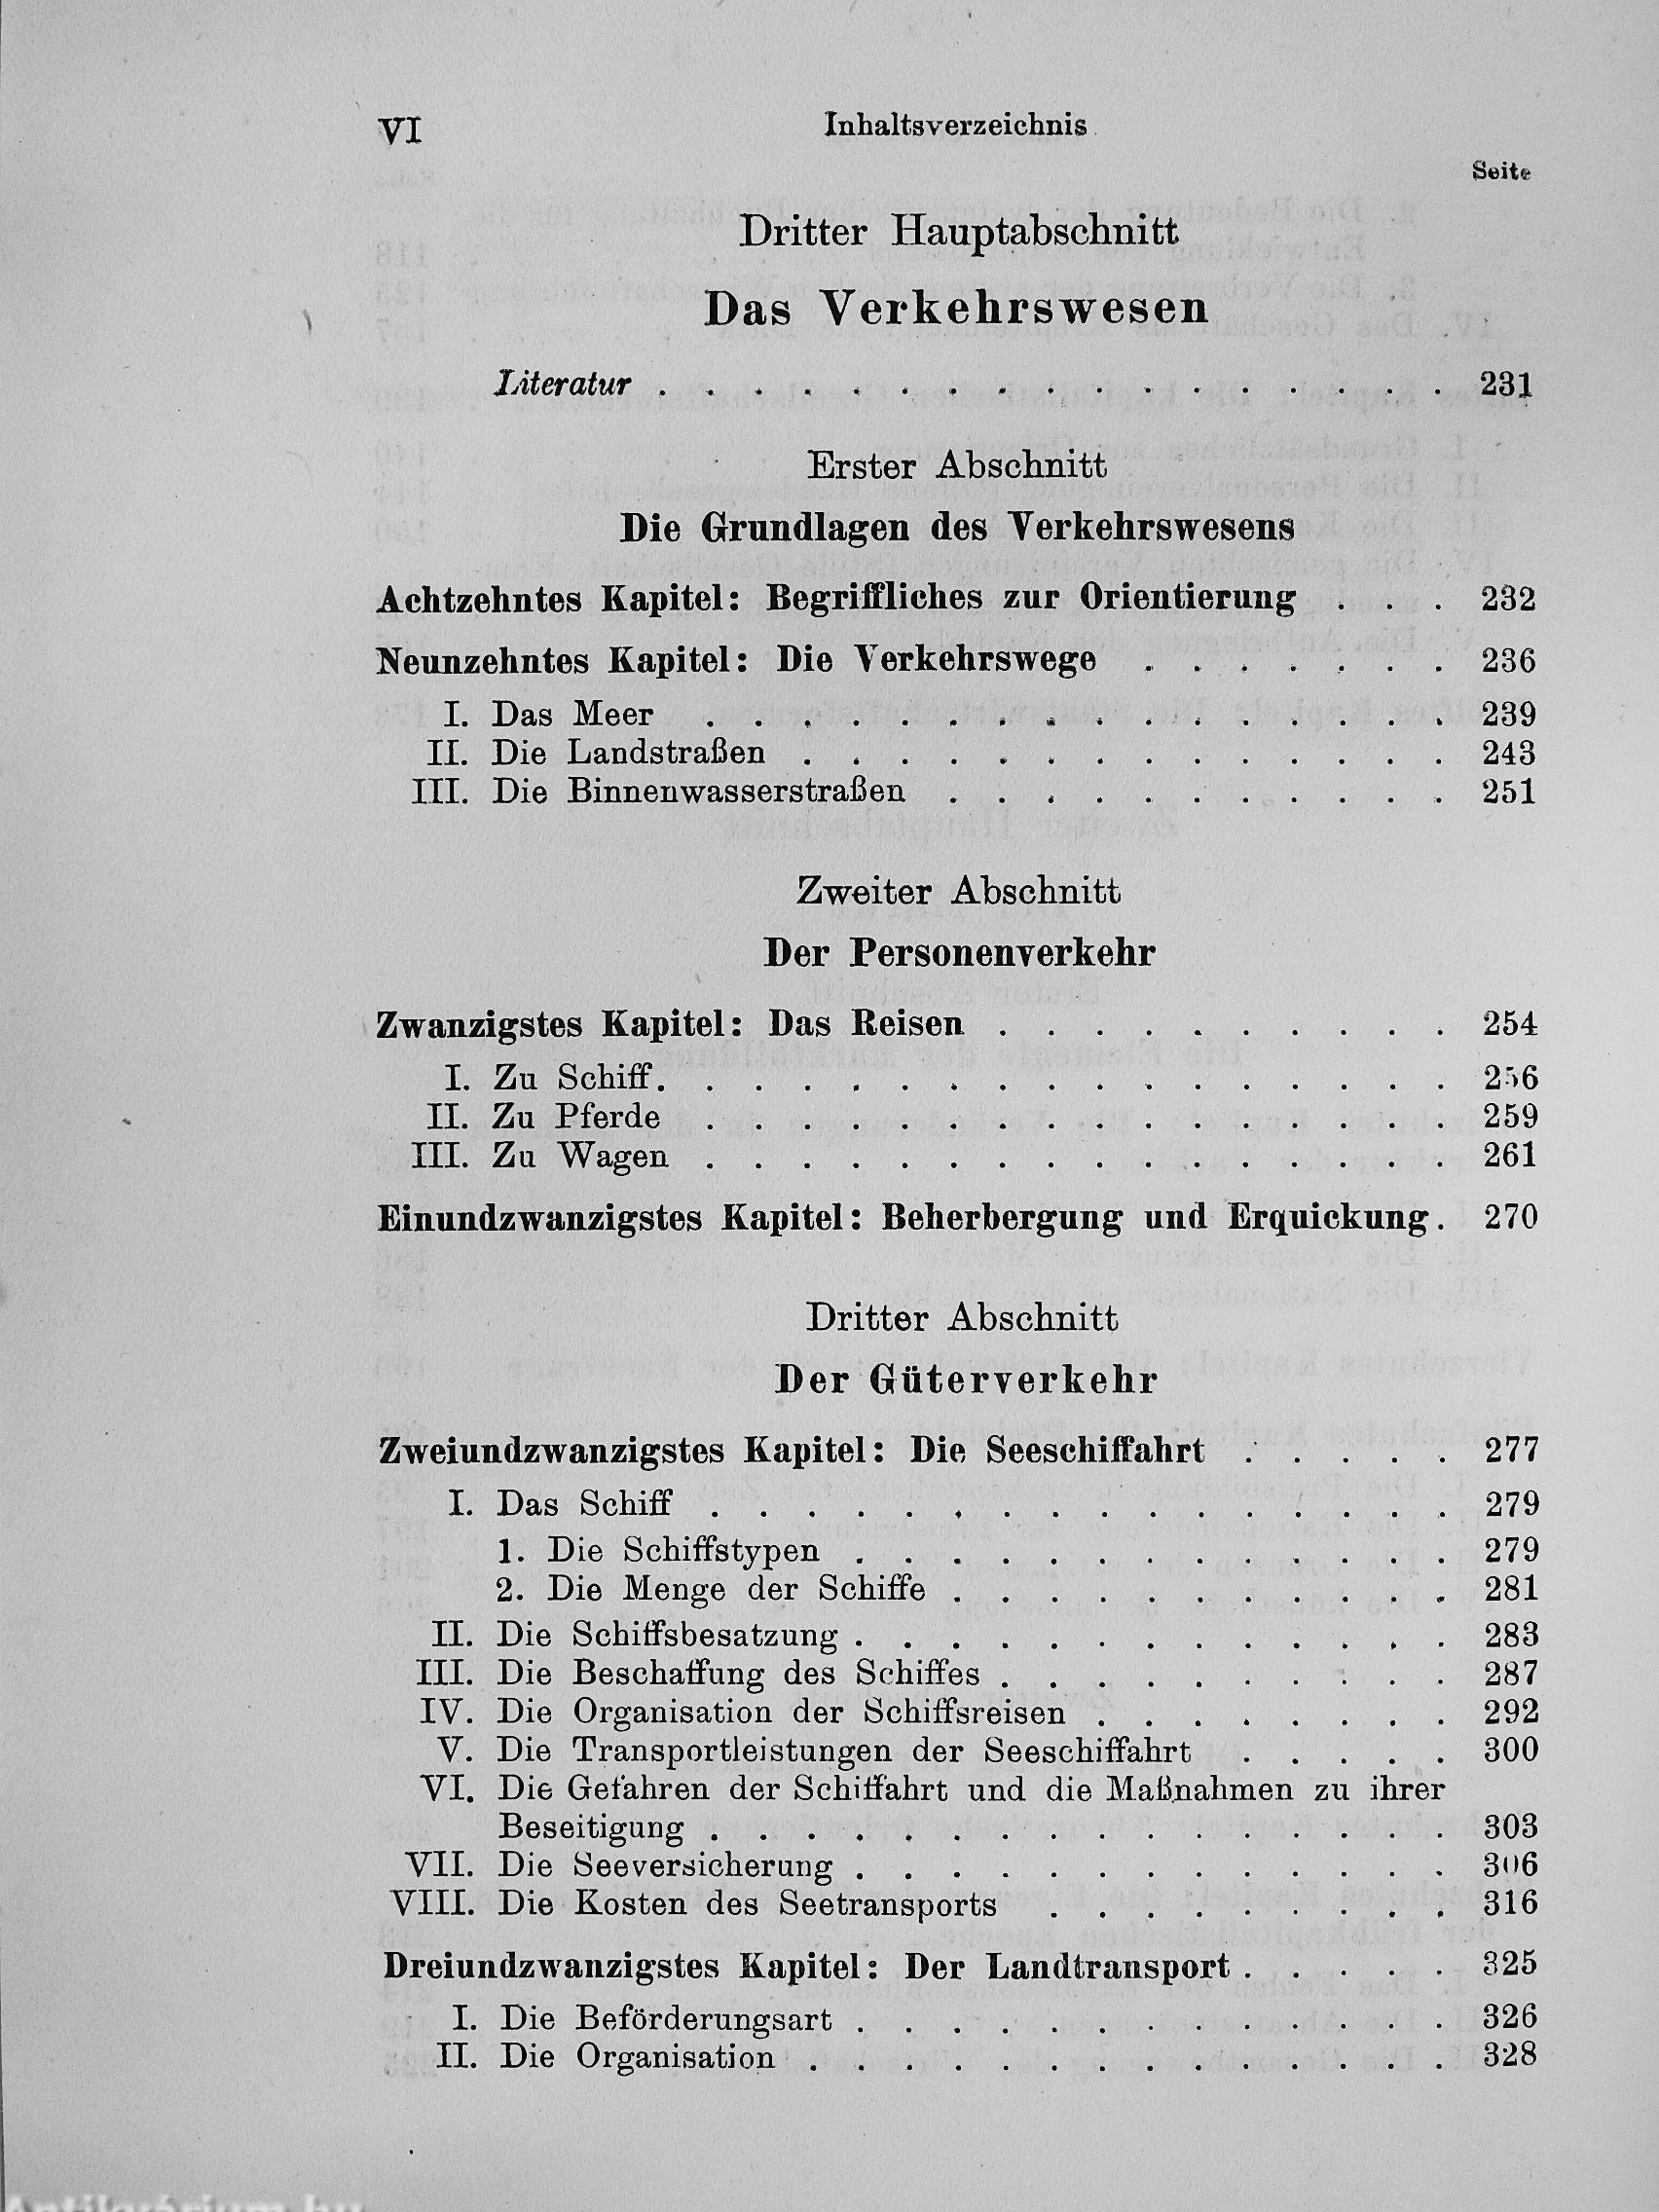 VI
Inhaltsverzeichnis
Seite
Dritter Hauptabschnitt
Das Verkehrswesen
Literatur . . . . . . . . . . . . . . . . . 231
Erster Abschnitt
Die Grundlagen des Verkehrswesens
Achtzehntes Kapitel: Begriffliches zur Orientierung . . . 232
Neunzehntes Kapitel: Die Verkehrswege . . . . . . . 236
I. Das Meer . . . . . . . . . . . . . . . . 239
II. Die Landstraßen . . . . . . . . . . . . . . 243
III. Die Binnenwasserstraßen . . . . . . . . . . . 251
Zweiter Abschnitt
Der Personenverkehr
Zwanzigstes Kapitel: Das Reisen . . . . . . . . . . 254
I. Zu Schiff. . . . . . . . . . . . . . . . . 256
II. Zu Pferde . . . . . . . . . . . . . . . . 259
III. Zu Wagen . . . . . . . . . . . . . . . . 261
Einundzwanzigstes Kapitel: Beherbergung und Erquickung . 270
Dritter Abschnitt
Der Güterverkehr
Zweiundzwanzigstes Kapitel: Die Seeschiffahrt . . . . . 277
I. Das Schiff . . . . . . . . . . . . . . . . 279
1. Die Schiffstypen . . . . . . . . . . . . . 279
2. Die Menge der Schiffe . . . . . . . . . . . 281
II. Die Schiffsbesatzung . . . . . . . . . . . . . 283
III. Die Beschaffung des Schiffes . . . . . . . . . . 287
IV. Die Organisation der Schiffsreisen . . . . . . . . 292
V. Die Transportleistungen der Seeschiffahrt . . . . . 300
VI. Die Gefahren der Schiffahrt und die Maßnahmen zu ihrer
Beseitigung . . . . . . . . . . . . . . . . 303
VII. Die Seeversicherung . . . . . . . . . . . . . 306
VIII. Die Kosten des Seetransports . . . . . . . . . 316
Dreiundzwanzigstes Kapitel: Der Landtransport . . . . . 325
I. Die Beförderungsart . . . . . . . . . . . . . 326
II. Die Organisation . . . . . . . . . . . . . . 328
Antikvárium.hu